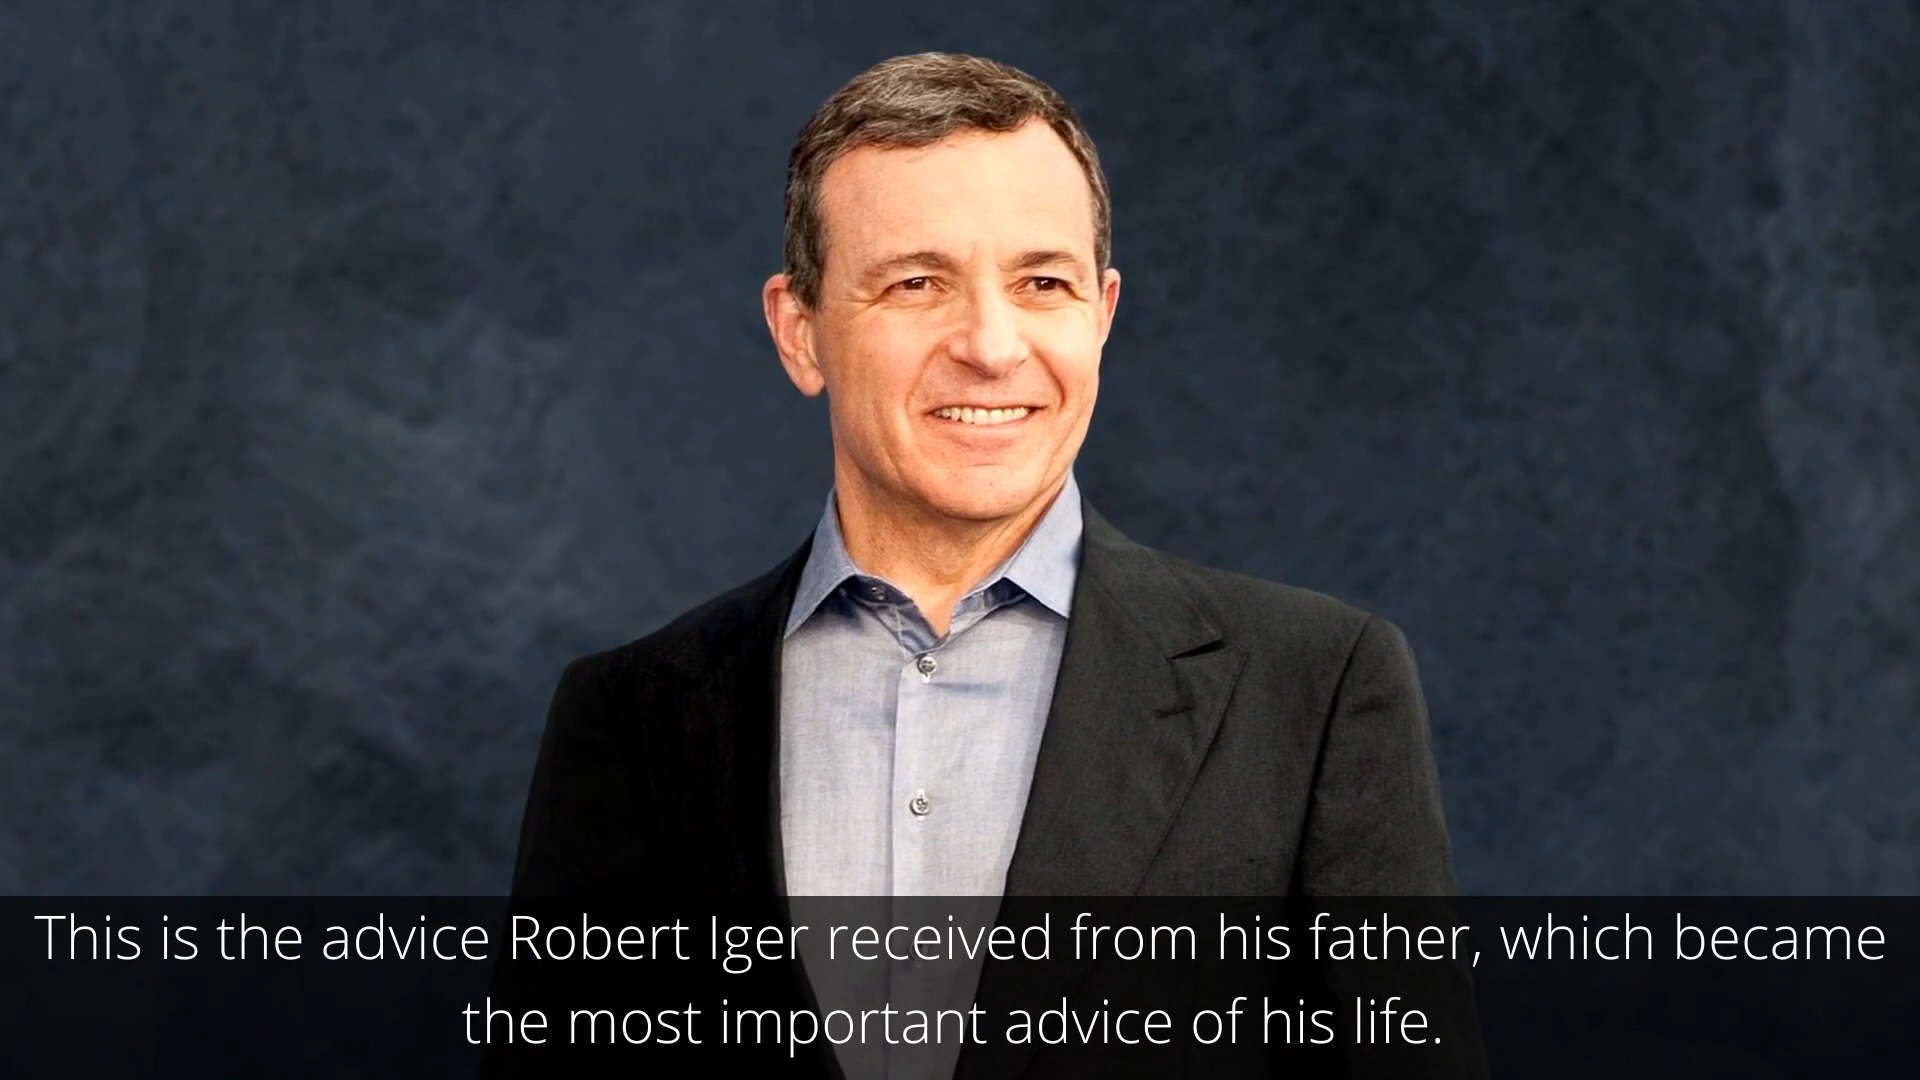 This is the advice Robert Iger received from his father, which became
the most important advice of his life.